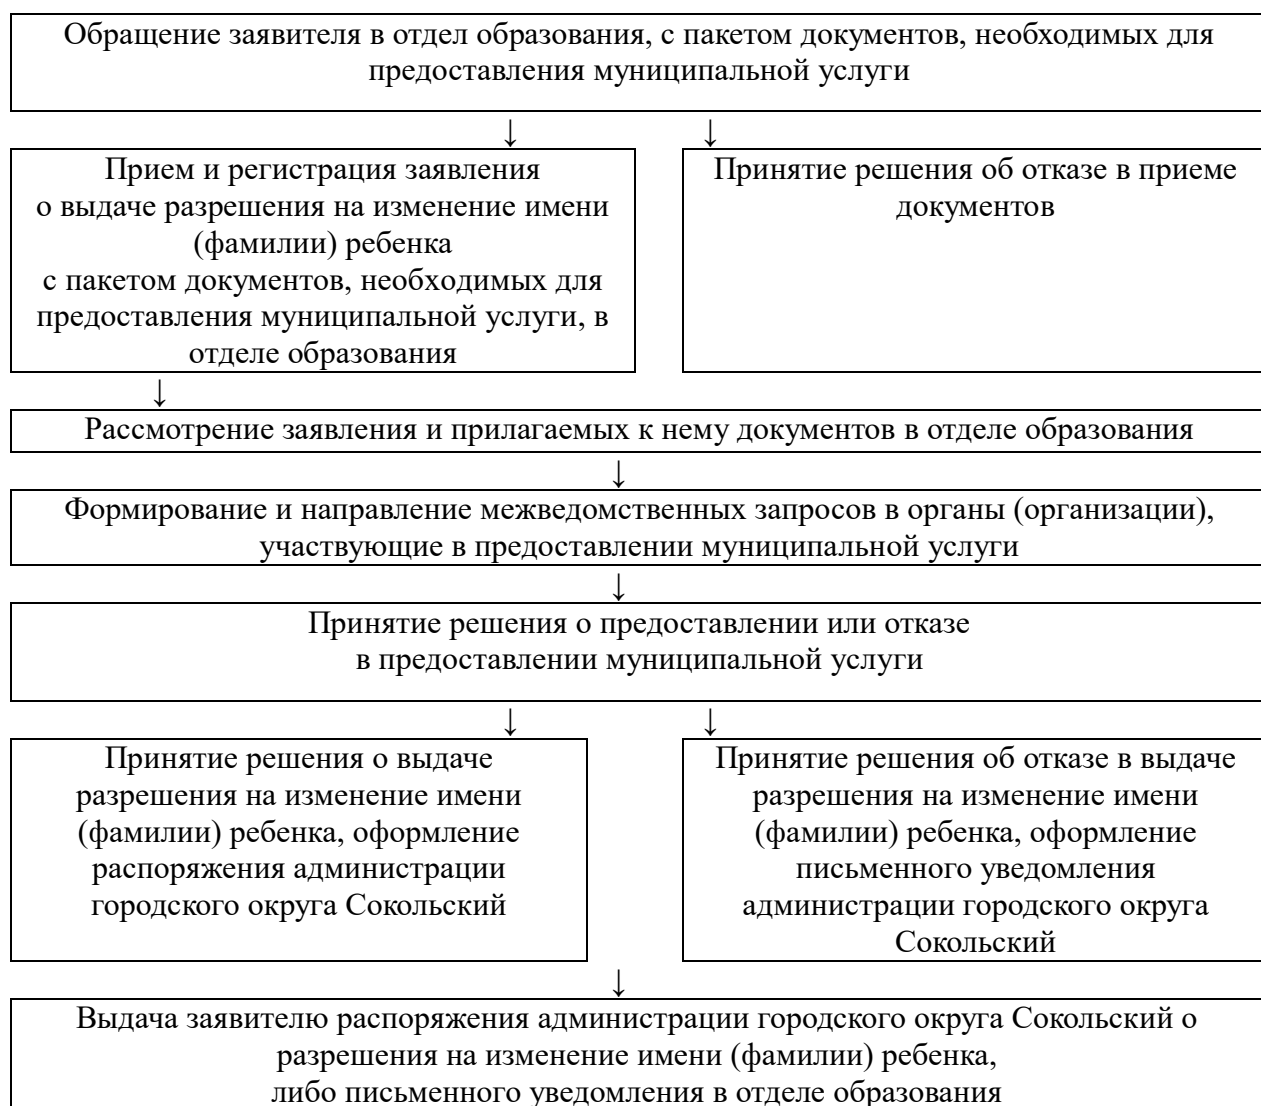 Обращение заявителя в отдел образования, с пакетом документов, необходимых для
предоставления муниципальной услуги
↓ ↓
Прием и регистрация заявления
о выдаче разрешения на изменение имени
(фамилии) ребенка
с пакетом документов, необходимых для
предоставления муниципальной услуги, в
отделе образования
Принятие решения об отказе в приеме
документов
↓
Рассмотрение заявления и прилагаемых к нему документов в отделе образования
↓
Формирование и направление межведомственных запросов в органы (организации),
участвующие в предоставлении муниципальной услуги
↓
Принятие решения о предоставлении или отказе
в предоставлении муниципальной услуги
↓ ↓
Принятие решения о выдаче
разрешения на изменение имени
(фамилии) ребенка, оформление
распоряжения администрации
городского округа Сокольский
Принятие решения об отказе в выдаче
разрешения на изменение имени
(фамилии) ребенка, оформление
письменного уведомления
администрации городского округа
Сокольский
↓
Выдача заявителю распоряжения администрации городского округа Сокольский о
разрешения на изменение имени (фамилии) ребенка,
либо письменного уведомления в отделе образования